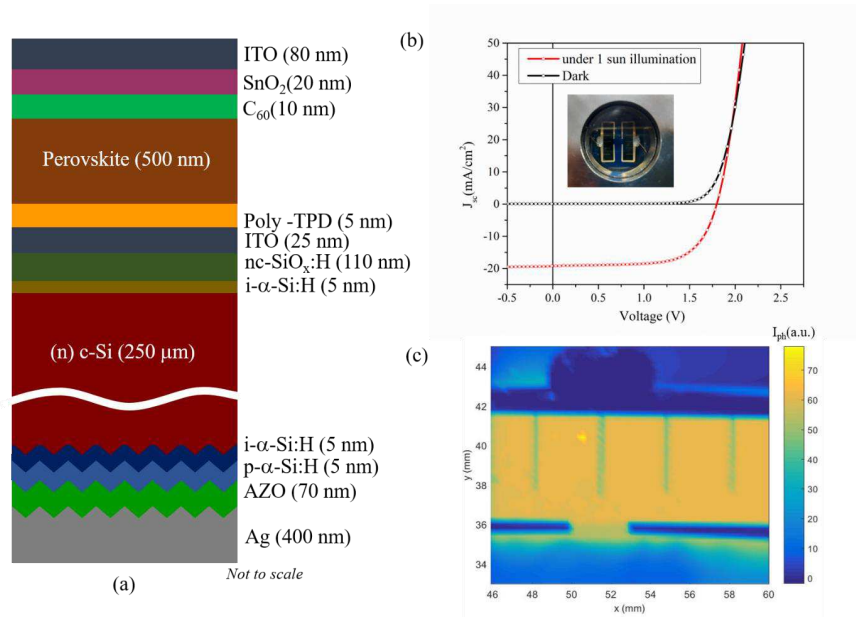 ITO (80 nm)
SnO₂(20 nm)
C₆₀(10 nm)
Perovskite (500 nm)
Poly -TPD (5 nm)
ITO (25 nm)
nc-SiOₓ:H (110 nm)
i-α-Si:H (5 nm)
(n) c-Si (250 μm)
i-α-Si:H (5 nm)
p-α-Si:H (5 nm)
AZO (70 nm)
Ag (400 nm)
Not to scale
(a)
(b)
under 1 sun illumination
Dark
J_sc(mA/cm²)
50
40
30
20
10
0
-10
-20
-0.5 0.0 0.5 1.0 1.5 2.0 2.5
Voltage (V)
(c)
I_ph(a.u.)
y (mm)
44
42
40
38
36
34
46 48 50 52 54 56 58 60
x (mm)
70
60
50
40
30
20
10
0